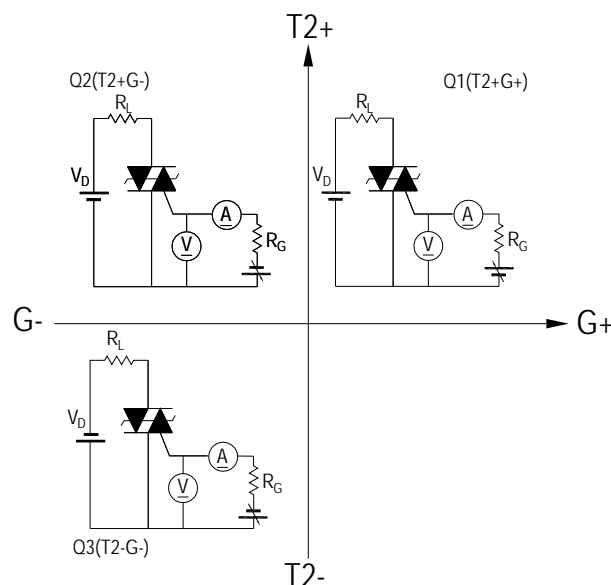 T2+
Q2(T2+G-)
Q1(T2+G+)
RL
RL
VD
VD
A
A
V
RG
V
RG
G-
G+
RL
VD
A
V
RG
Q3(T2-G-)
T2-